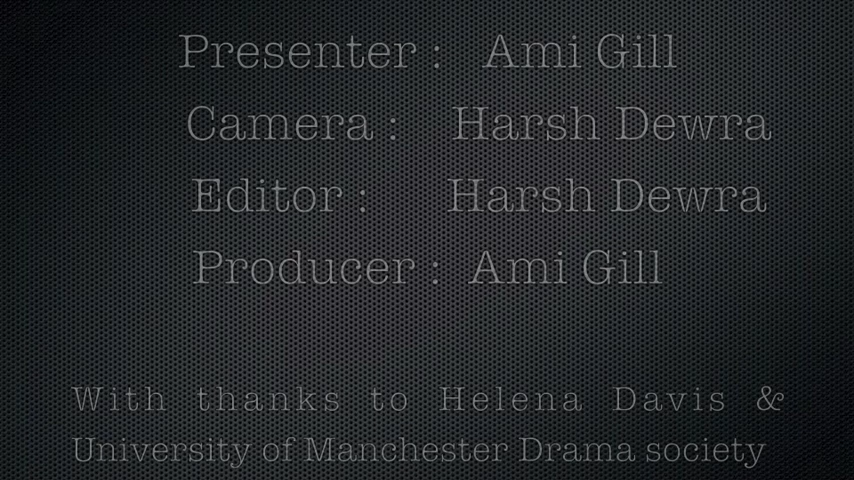 Presenter : Ami Gill
Camera : Harsh Dewra
Editor : Harsh Dewra
Producer : Ami Gill
With thanks to Helena Davis &
University of Manchester Drama society